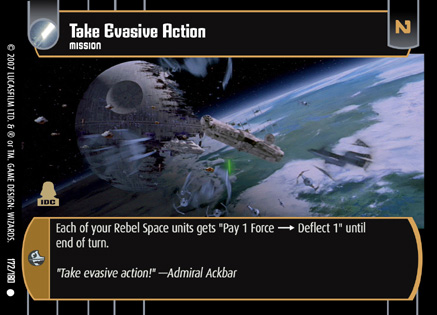 Take Evasive Action
N
MISSION
© 2007 LUCASFILM LTD. & ® or TM. GAME DESIGN: WIZARDS.
172/180
IDC
Each of your Rebel Space units gets "Pay 1 Force → Deflect 1" until
end of turn.
"Take evasive action!" —Admiral Ackbar